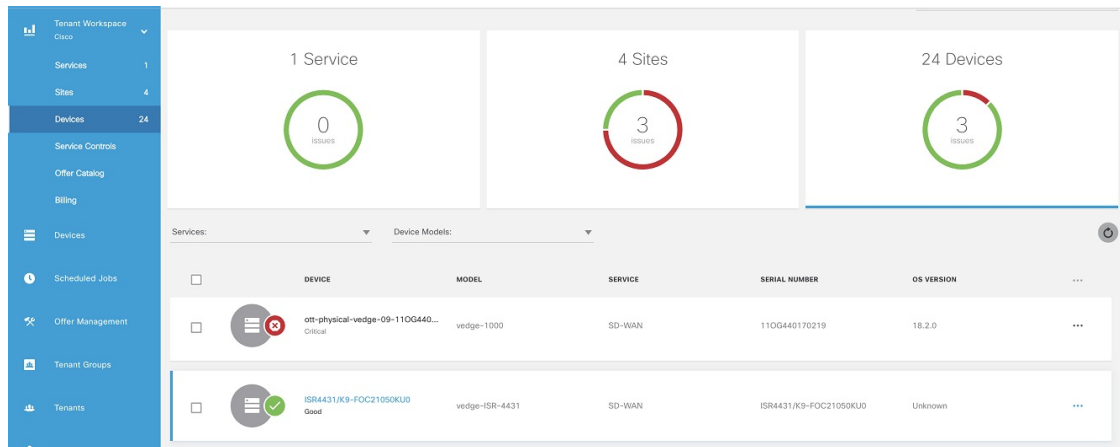 Tenant Workspace
Cisco
Services 1
Sites 4
Devices 24
Service Controls
Offer Catalog
Billing
Devices
Scheduled Jobs
Offer Management
Tenant Groups
Tenants
1 Service
0
issues
4 Sites
3
issues
24 Devices
3
issues
Services:
Device Models:
DEVICE MODEL SERVICE SERIAL NUMBER OS VERSION ...
ott-physical-vedge-09-11OG440... vedge-1000 SD-WAN 11OG440170219 18.2.0 ...
Critical
ISR4431/K9-FOC21050KU0 vedge-ISR-4431 SD-WAN ISR4431/K9-FOC21050KU0 Unknown ...
Good